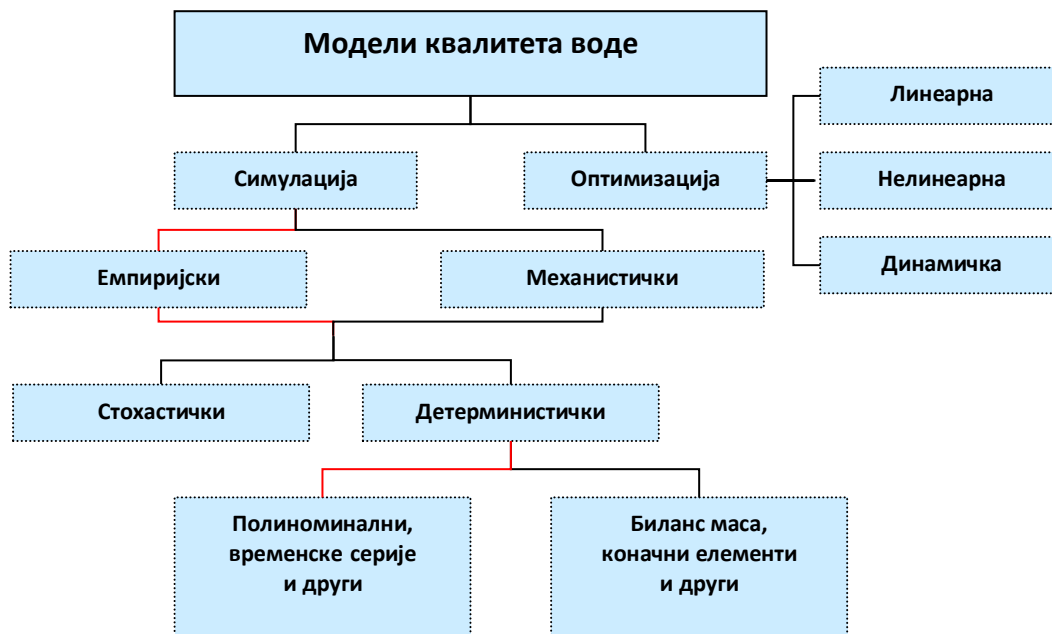 Модели квалитета воде
Линеарна
Симулација
Оптимизација
Нелинеарна
Емпиријски
Механистички
Динамичка
Стохастички
Детерминистички
Полиноминални,
временске серије
и други
Биланс маса,
коначни елементи
и други